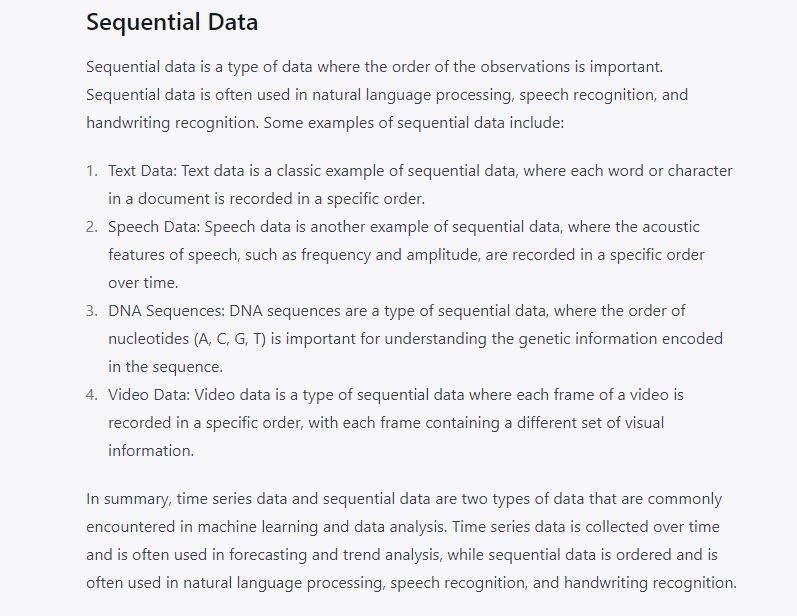 Sequential Data
Sequential data is a type of data where the order of the observations is important.
Sequential data is often used in natural language processing, speech recognition, and
handwriting recognition. Some examples of sequential data include:
1. Text Data: Text data is a classic example of sequential data, where each word or character
in a document is recorded in a specific order.
2. Speech Data: Speech data is another example of sequential data, where the acoustic
features of speech, such as frequency and amplitude, are recorded in a specific order
over time.
3. DNA Sequences: DNA sequences are a type of sequential data, where the order of
nucleotides (A, C, G, T) is important for understanding the genetic information encoded
in the sequence.
4. Video Data: Video data is a type of sequential data where each frame of a video is
recorded in a specific order, with each frame containing a different set of visual
information.
In summary, time series data and sequential data are two types of data that are commonly
encountered in machine learning and data analysis. Time series data is collected over time
and is often used in forecasting and trend analysis, while sequential data is ordered and is
often used in natural language processing, speech recognition, and handwriting recognition.